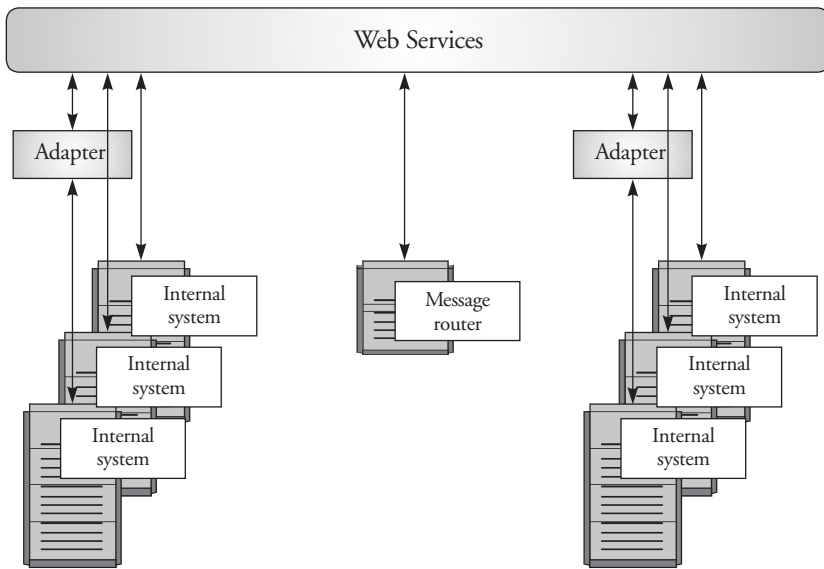 Web Services
Adapter
Adapter
Internal
system
Message
router
Internal
system
Internal
system
Internal
system
Internal
system
Internal
system